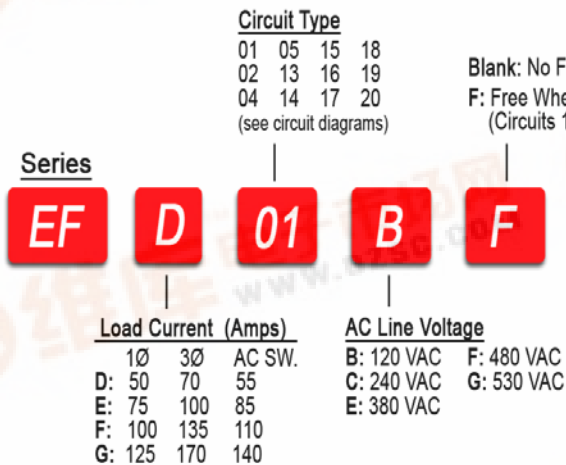 Circuit Type
01 05 15 18
02 13 16 19
04 14 17 20
(see circuit diagrams)
Blank: No
F: Free
(Circuits
Series
EF D 01 B F
Load Current (Amps)
1Ø 3Ø AC SW.
D: 50 70 55
E: 75 100 85
F: 100 135 110
G: 125 170 140
AC Line Voltage
B: 120 VAC F: 480 VAC
C: 240 VAC G: 530 VAC
E: 380 VAC